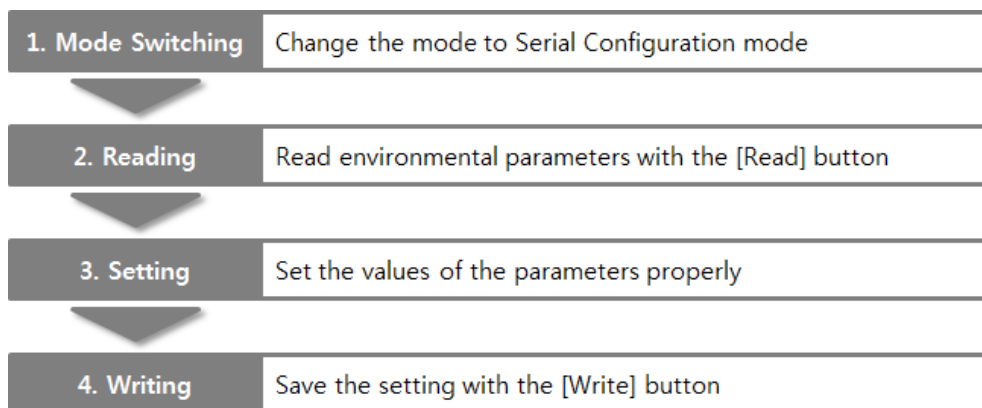 1. Mode Switching Change the mode to Serial Configuration mode
2. Reading Read environmental parameters with the [Read] button
3. Setting Set the values of the parameters properly
4. Writing Save the setting with the [Write] button